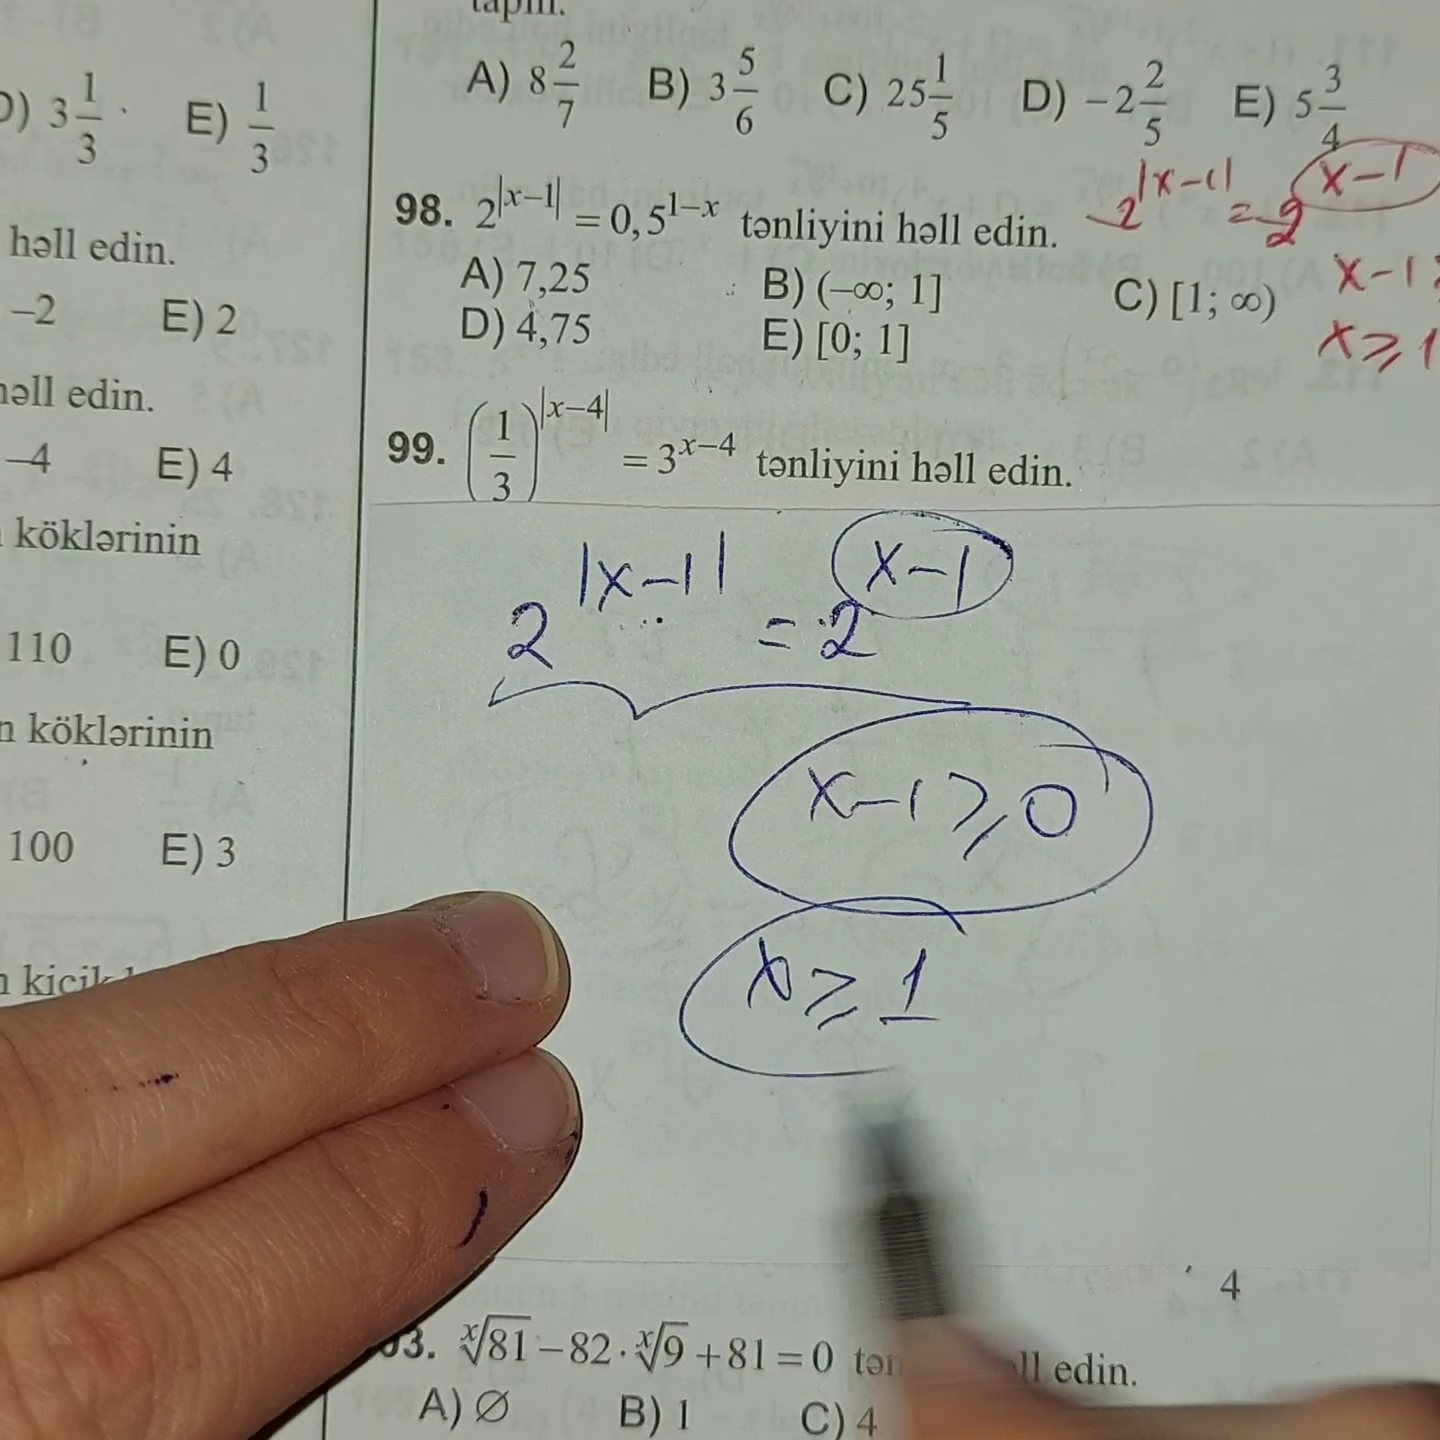 tapın.
A) 8 2/7 B) 3 5/6 C) 25 1/5 D) −2 2/5 E) 5 3/4
D) 3 1/3 · E) 1/3
həll edin.
−2 E) 2
həll edin.
−4 E) 4
köklərinin
110 E) 0
köklərinin
100 E) 3
98. 2^|x−1| = 0,5^(1−x) tənliyini həll edin.
A) 7,25 B) (−∞; 1] C) [1; ∞)
D) 4,75 E) [0; 1]
2^|x−1| = 2^(x−1)
x−1≥
x ≥ 1
99. (1/3)^|x−4| = 3^(x−4) tənliyini həll edin.
2^|x−1| = 2^(x−1)
x−1 ≥ 0
x ≥ 1
4
3. ˣ√81 − 82 · ˣ√9 + 81 = 0 edin.
A) ∅ B) 1 C) 4